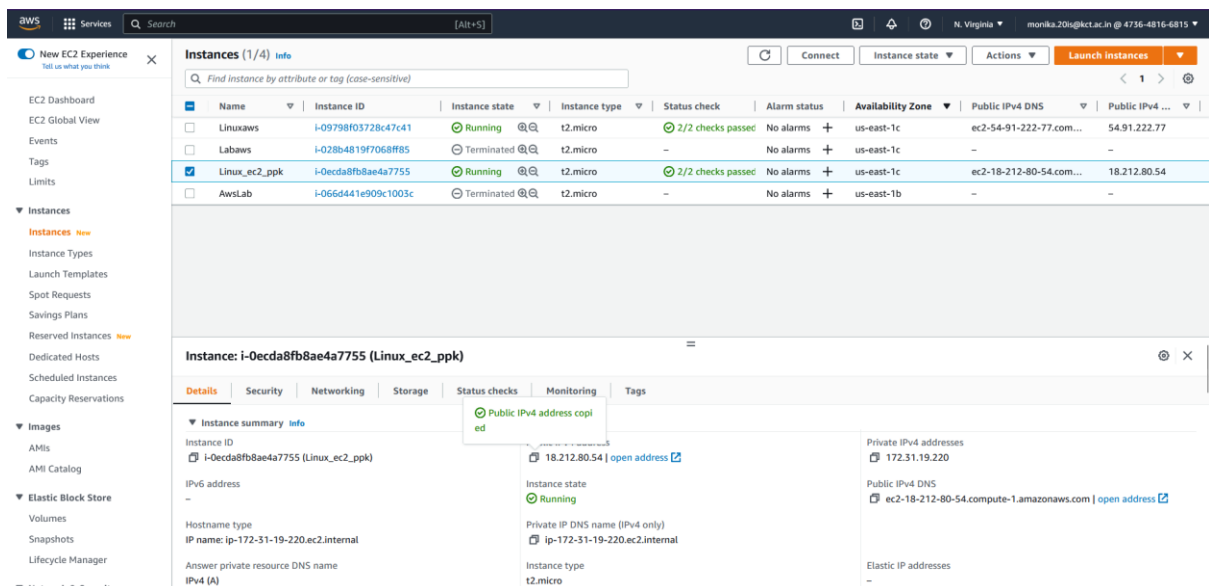 aws Services Search [Alt+S] N. Virginia ▼ monika.20is@kct.ac.in @ 4736-4816-6815 ▼
New EC2 Experience
Tell us what you think
EC2 Dashboard
EC2 Global View
Events
Tags
Limits
▼ Instances
Instances New
Instance Types
Launch Templates
Spot Requests
Savings Plans
Reserved Instances New
Dedicated Hosts
Scheduled Instances
Capacity Reservations
▼ Images
AMIs
AMI Catalog
▼ Elastic Block Store
Volumes
Snapshots
Lifecycle Manager
Instances (1/4) Info Connect Instance state ▼ Actions ▼ Launch instances ▼
Find instance by attribute or tag (case-sensitive) < 1 >
Name Instance ID Instance state Instance type Status check Alarm status Availability Zone ▼ Public IPv4 DNS Public IPv4 ...
Linuxaws i-09798f03728c47c41 Running t2.micro 2/2 checks passed No alarms + us-east-1c ec2-54-91-222-77.com... 54.91.222.77
Labaws i-028b4819f7068ff85 Terminated t2.micro – No alarms + us-east-1c – –
Linux_ec2_ppk i-0ecda8fb8ae4a7755 Running t2.micro 2/2 checks passed No alarms + us-east-1c ec2-18-212-80-54.com... 18.212.80.54
AwsLab i-066d441e909c1003c Terminated t2.micro – No alarms + us-east-1b – –
Instance: i-0ecda8fb8ae4a7755 (Linux_ec2_ppk)
Details Security Networking Storage Status checks Monitoring Tags
Public IPv4 address copi
ed
▼ Instance summary Info
Instance ID Private IPv4 addresses
i-0ecda8fb8ae4a7755 (Linux_ec2_ppk) 18.212.80.54 | open address 172.31.19.220
IPv6 address Instance state Public IPv4 DNS
– Running ec2-18-212-80-54.compute-1.amazonaws.com | open address
Hostname type Private IP DNS name (IPv4 only)
IP name: ip-172-31-19-220.ec2.internal ip-172-31-19-220.ec2.internal
Answer private resource DNS name Instance type Elastic IP addresses
IPv4 (A) t2.micro –